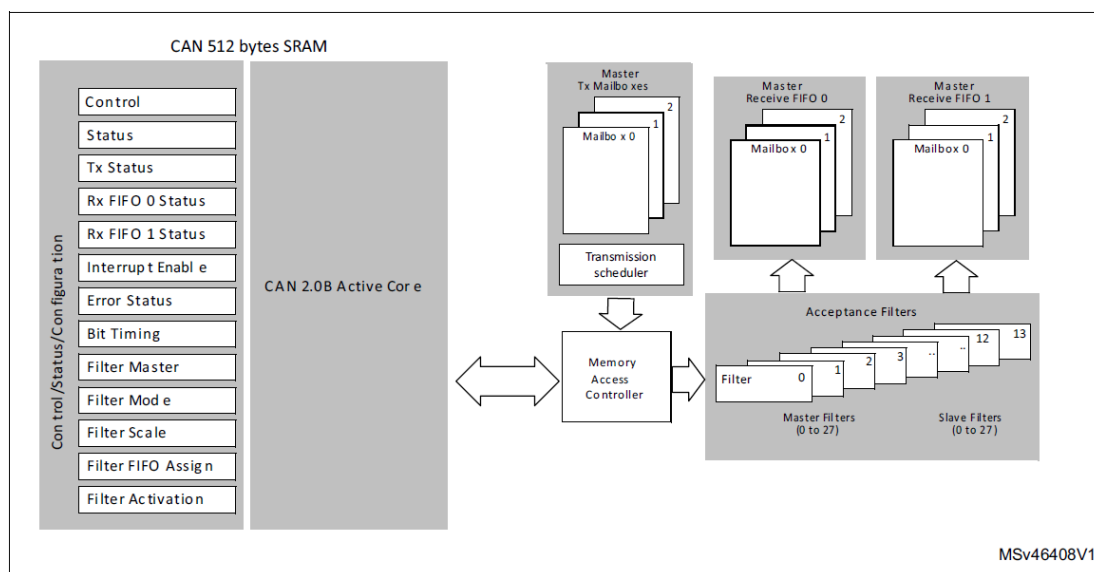 CAN 512 bytes SRAM
Control/Status/Configuration
Control
Status
Tx Status
Rx FIFO 0 Status
Rx FIFO 1 Status
Interrupt Enable
Error Status
Bit Timing
Filter Master
Filter Mode
Filter Scale
Filter FIFO Assign
Filter Activation
CAN 2.0B Active Core
Master
Tx Mailboxes
2
1
Mailbox 0
Transmission
scheduler
Memory
Access
Controller
Master
Receive FIFO 0
2
1
Mailbox 0
Master
Receive FIFO 1
2
1
Mailbox 0
Acceptance Filters
Filter 0
1
2
3
..
..
12
13
Master Filters
(0 to 27)
Slave Filters
(0 to 27)
MSv46408V1